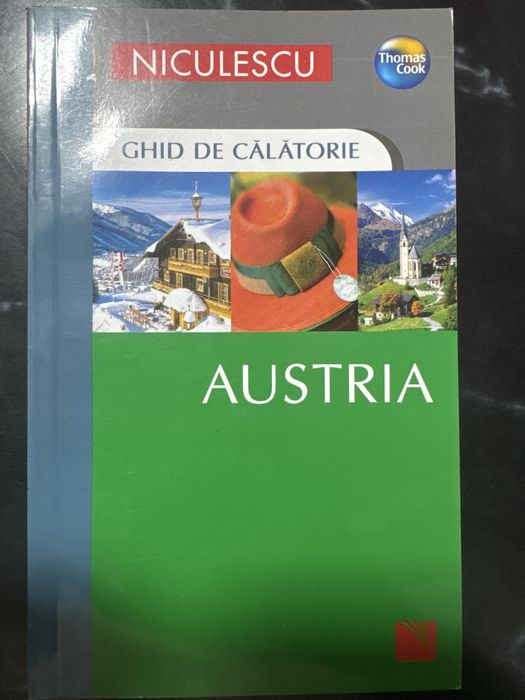 NICULESCU
Thomas
Cook
GHID DE CĂLĂTORIE
AUSTRIA